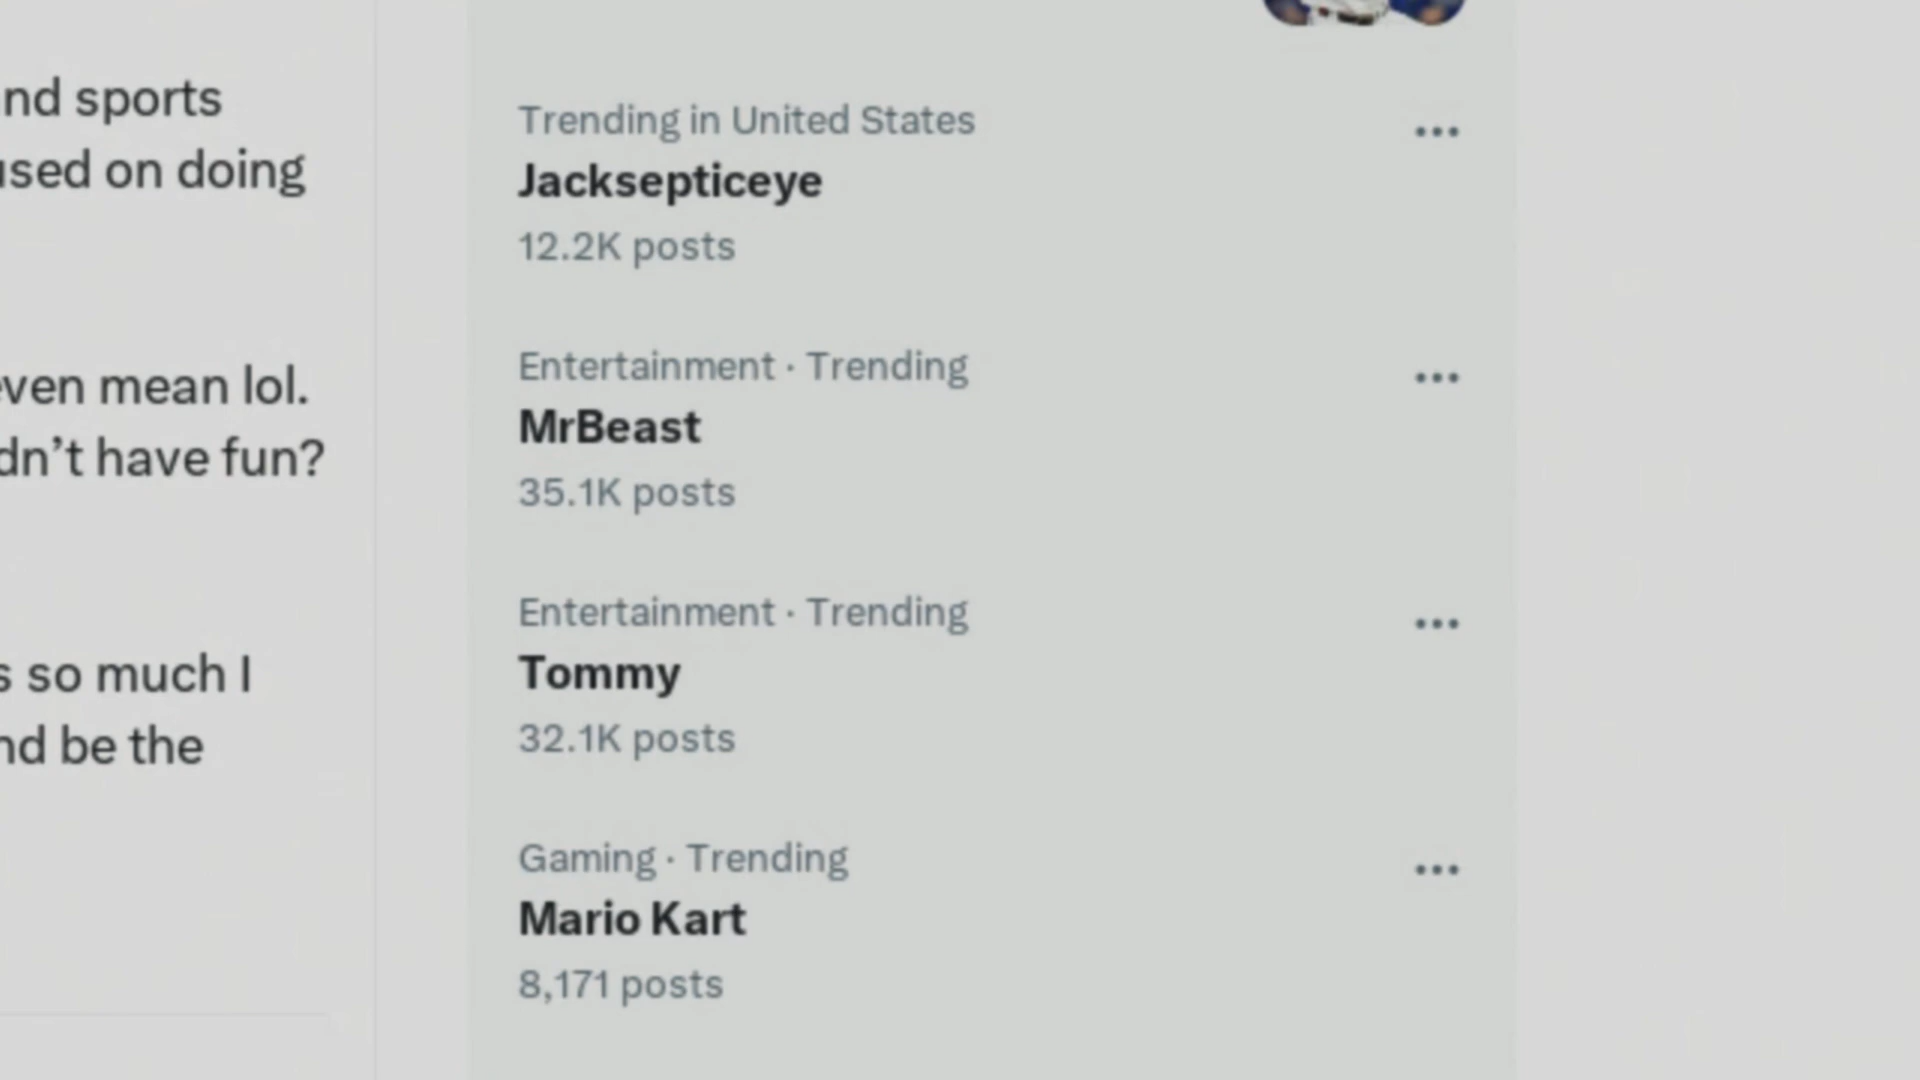 nd sports
used on doing
even mean lol.
dn't have fun?
s so much I
nd be the
Trending in United States
Jacksepticeye
12.2K posts
Entertainment · Trending
MrBeast
35.1K posts
Entertainment · Trending
Tommy
32.1K posts
Gaming · Trending
Mario Kart
8,171 posts